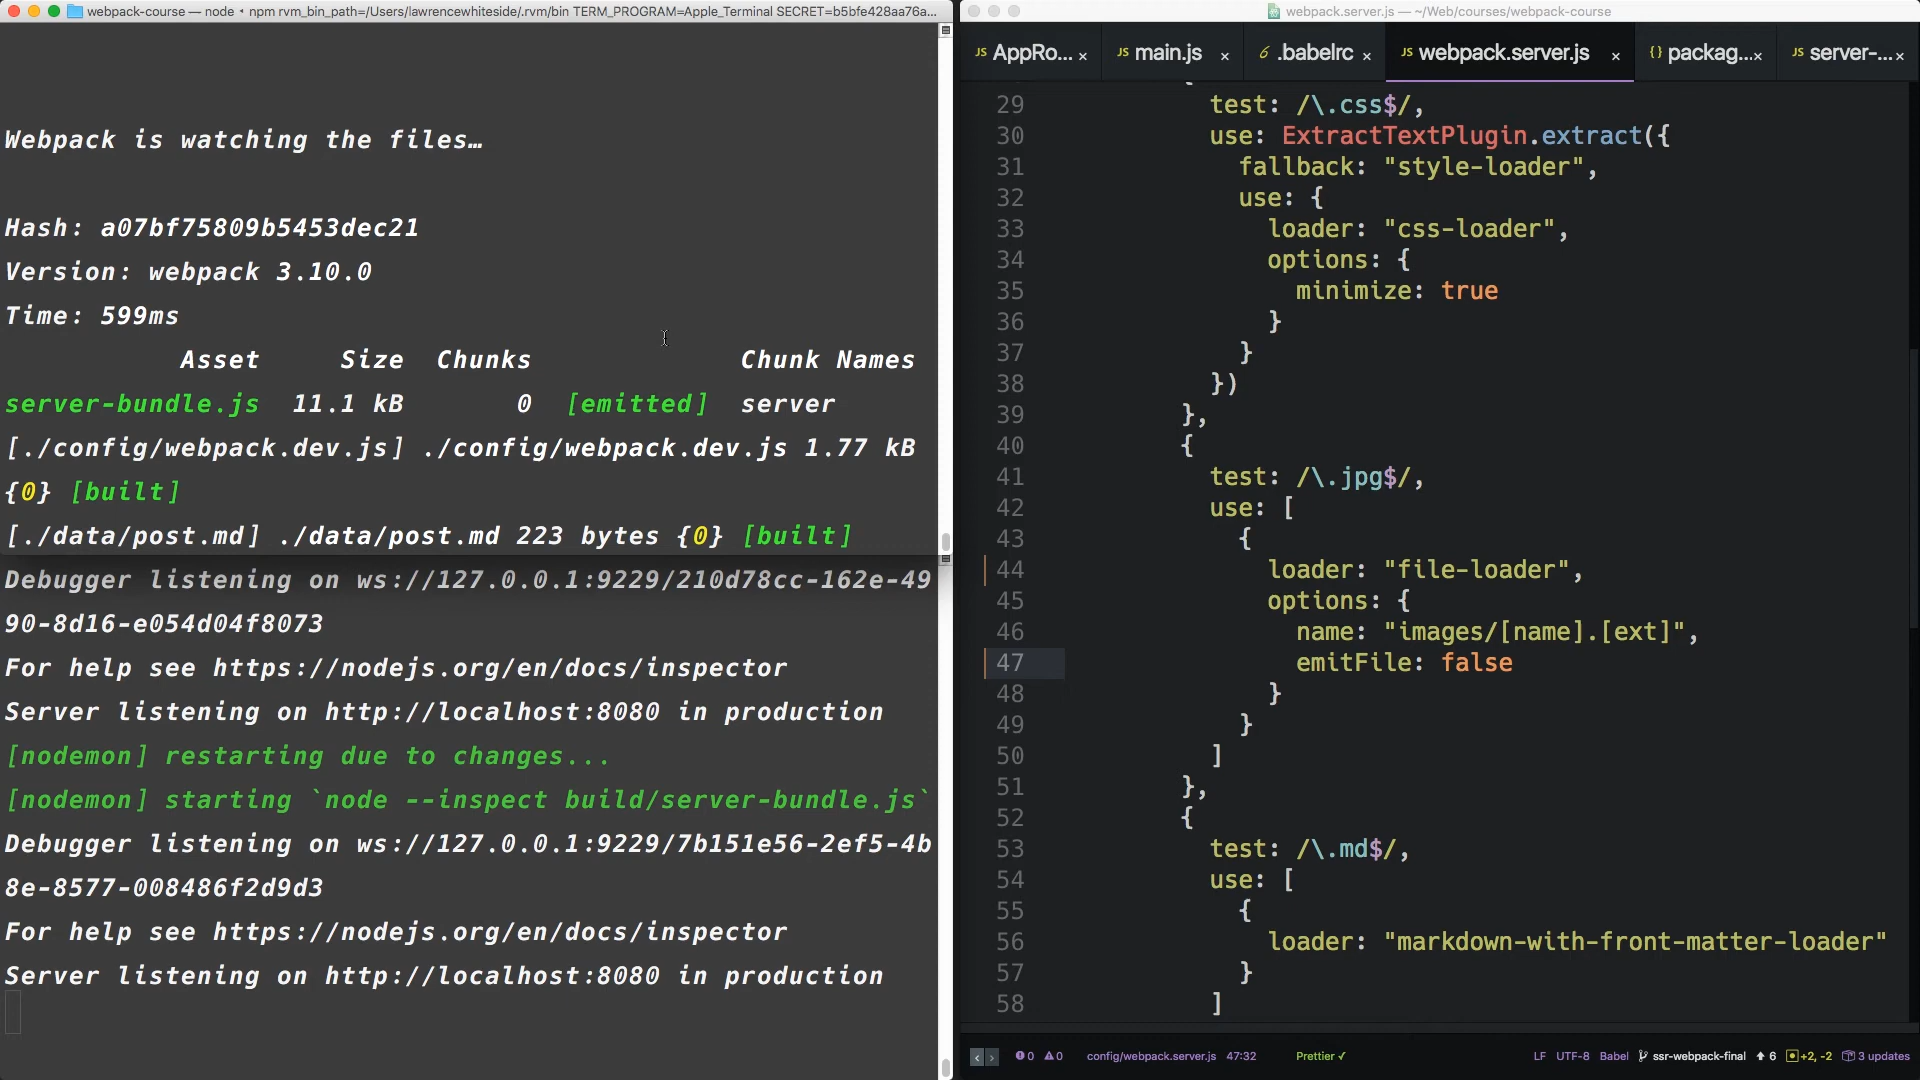 webpack-course — node • npm rvm_bin_path=/Users/lawrencewhiteside/.rvm/bin TERM_PROGRAM=Apple_Terminal SECRET=b5bfe428aa76a...
Webpack is watching the files…
Hash: a07bf75809b5453dec21
Version: webpack 3.10.0
Time: 599ms
Asset Size Chunks Chunk Names
server-bundle.js 11.1 kB 0 [emitted] server
[./config/webpack.dev.js] ./config/webpack.dev.js 1.77 kB
{0} [built]
[./data/post.md] ./data/post.md 223 bytes {0} [built]
Debugger listening on ws://127.0.0.1:9229/210d78cc-162e-49
90-8d16-e054d04f8073
For help see https://nodejs.org/en/docs/inspector
Server listening on http://localhost:8080 in production
[nodemon] restarting due to changes...
[nodemon] starting `node --inspect build/server-bundle.js`
Debugger listening on ws://127.0.0.1:9229/7b151e56-2ef5-4b
8e-8577-008486f2d9d3
For help see https://nodejs.org/en/docs/inspector
Server listening on http://localhost:8080 in production
webpack.server.js — ~/Web/courses/webpack-course
JS AppRo... × JS main.js × 6 .babelrc × JS webpack.server.js × {} packag... × JS server-... ×
29 test: /\.css$/,
30 use: ExtractTextPlugin.extract({
31 fallback: "style-loader",
32 use: {
33 loader: "css-loader",
34 options: {
35 minimize: true
36 }
37 }
38 })
39 },
40 {
41 test: /\.jpg$/,
42 use: [
43 {
44 loader: "file-loader",
45 options: {
46 name: "images/[name].[ext]",
47 emitFile: false
48 }
49 }
50 ]
51 },
52 {
53 test: /\.md$/,
54 use: [
55 {
56 loader: "markdown-with-front-matter-loader"
57 }
58 ]
0 0 config/webpack.server.js 47:32 Prettier ✓ LF UTF-8 Babel ssr-webpack-final 6 +2, -2 3 updates